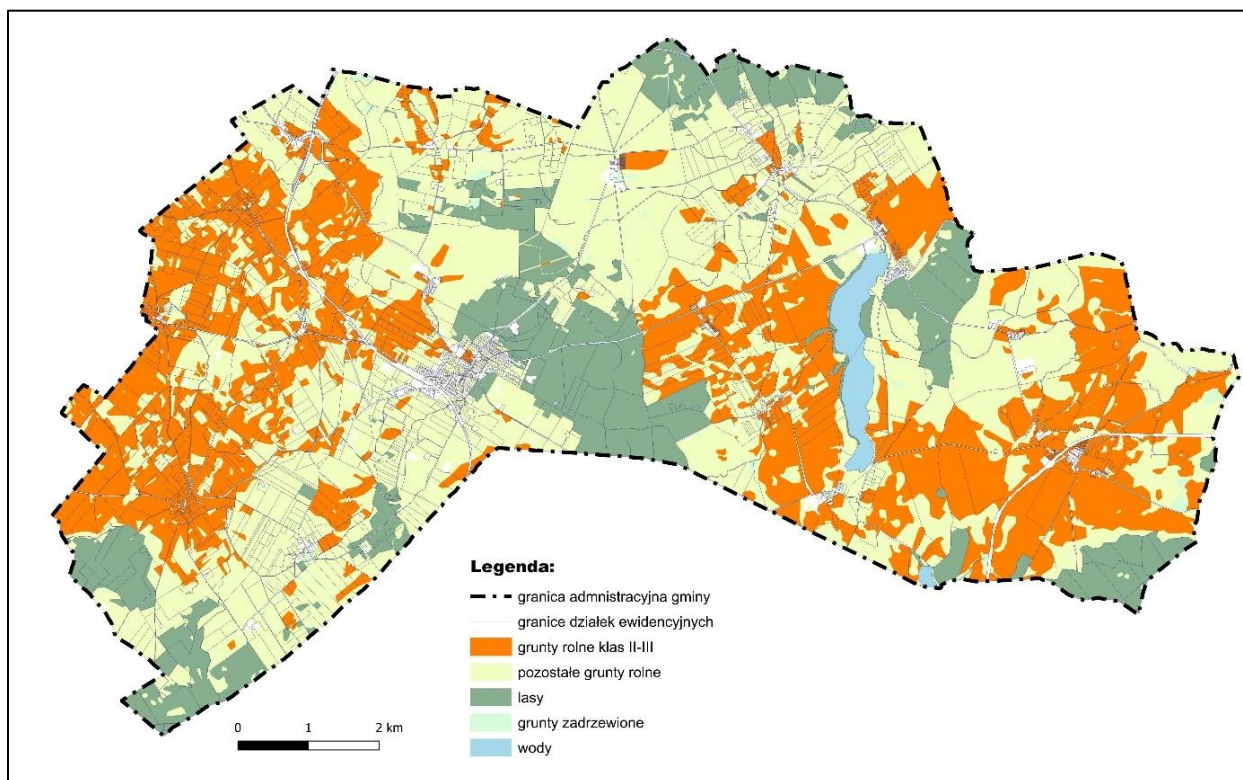 Legenda:
granica admnistracyjna gminy
granice działek ewidencyjnych
grunty rolne klas II-III
pozostałe grunty rolne
lasy
grunty zadrzewione
wody
0 1 2 km